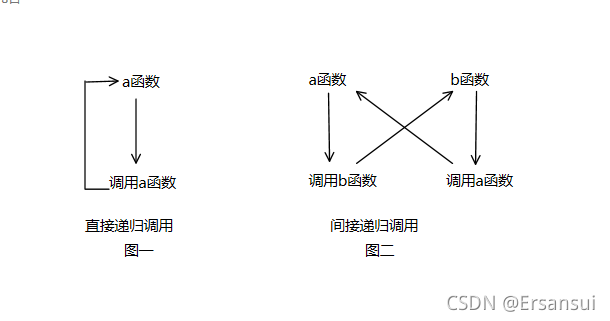 a函数
调用a函数
直接递归调用
图一
a函数
b函数
调用b函数
调用a函数
间接递归调用
图二
CSDN @Ersansui